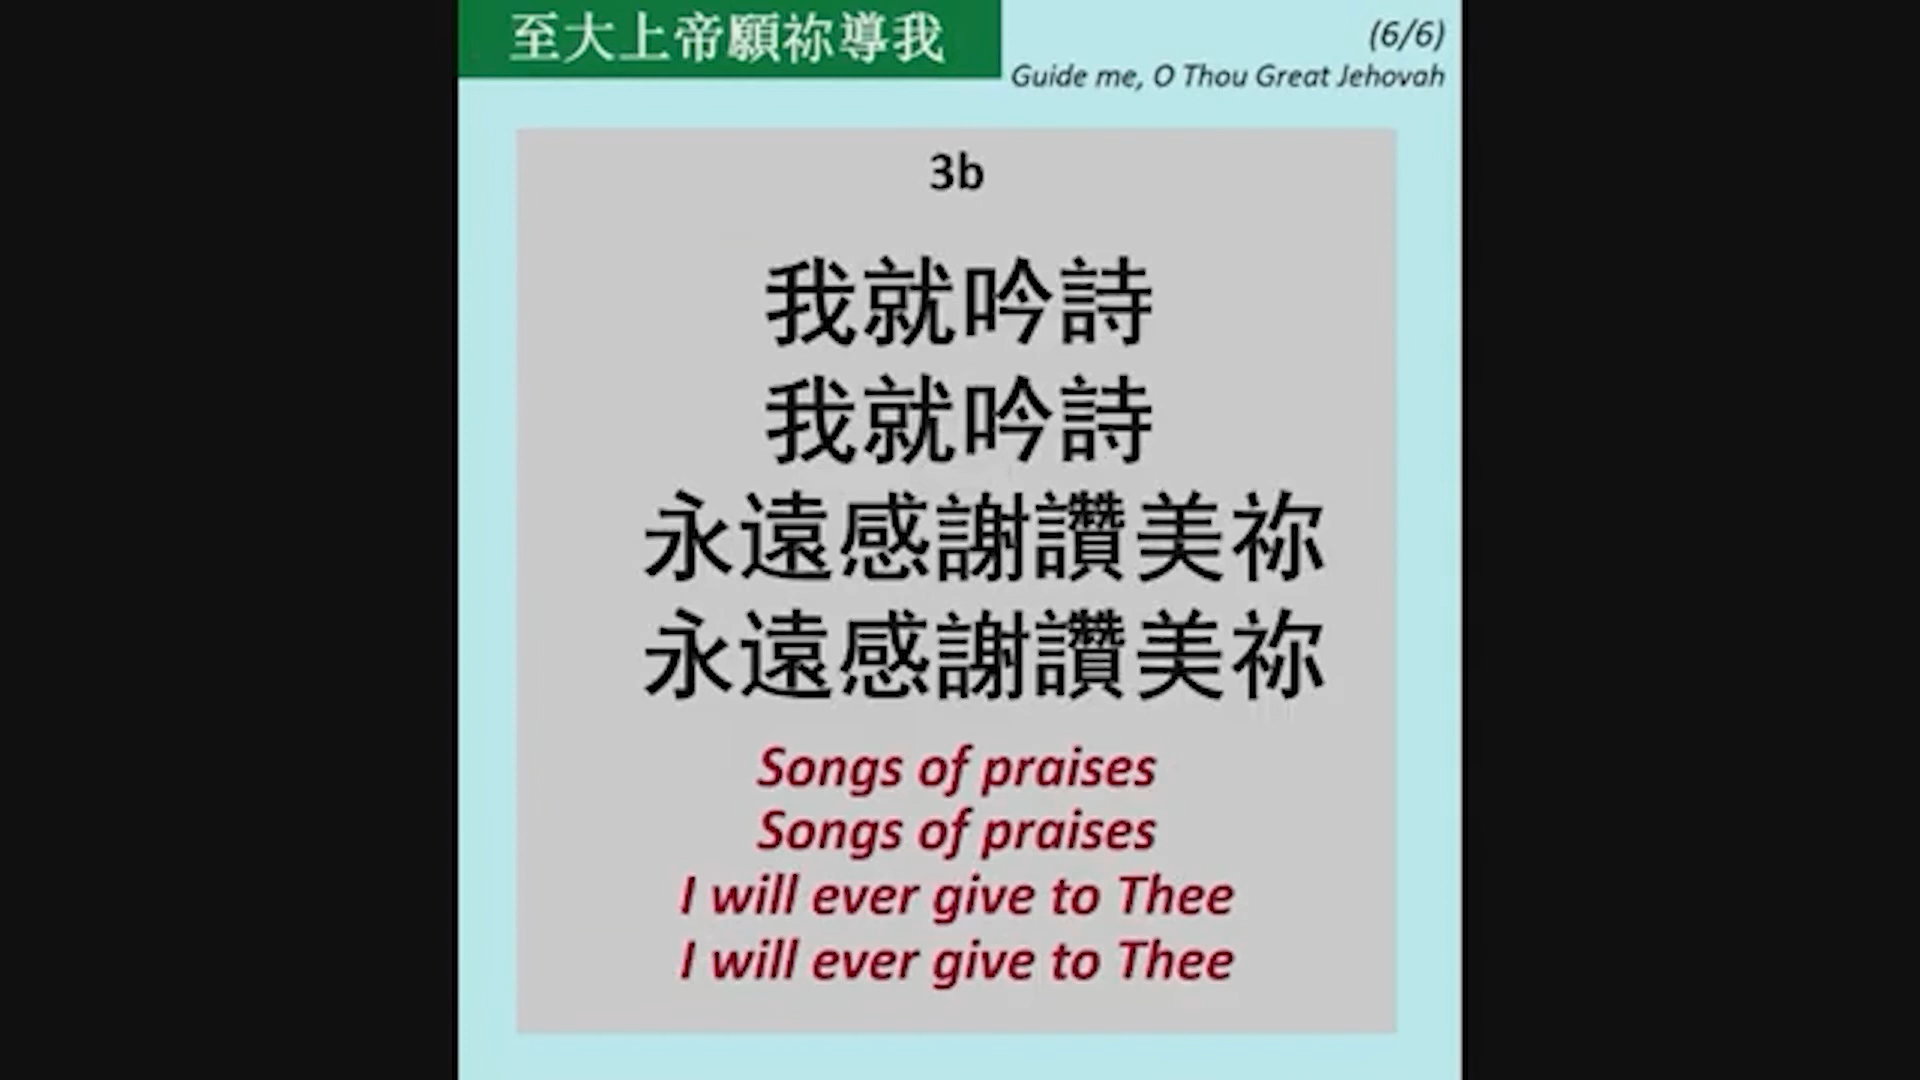 至大上帝願祢導我
(6/6)
Guide me, O Thou Great Jehovah
3b
我就吟詩
我就吟詩
永遠感謝讚美祢
永遠感謝讚美祢
Songs of praises
Songs of praises
I will ever give to Thee
I will ever give to Thee